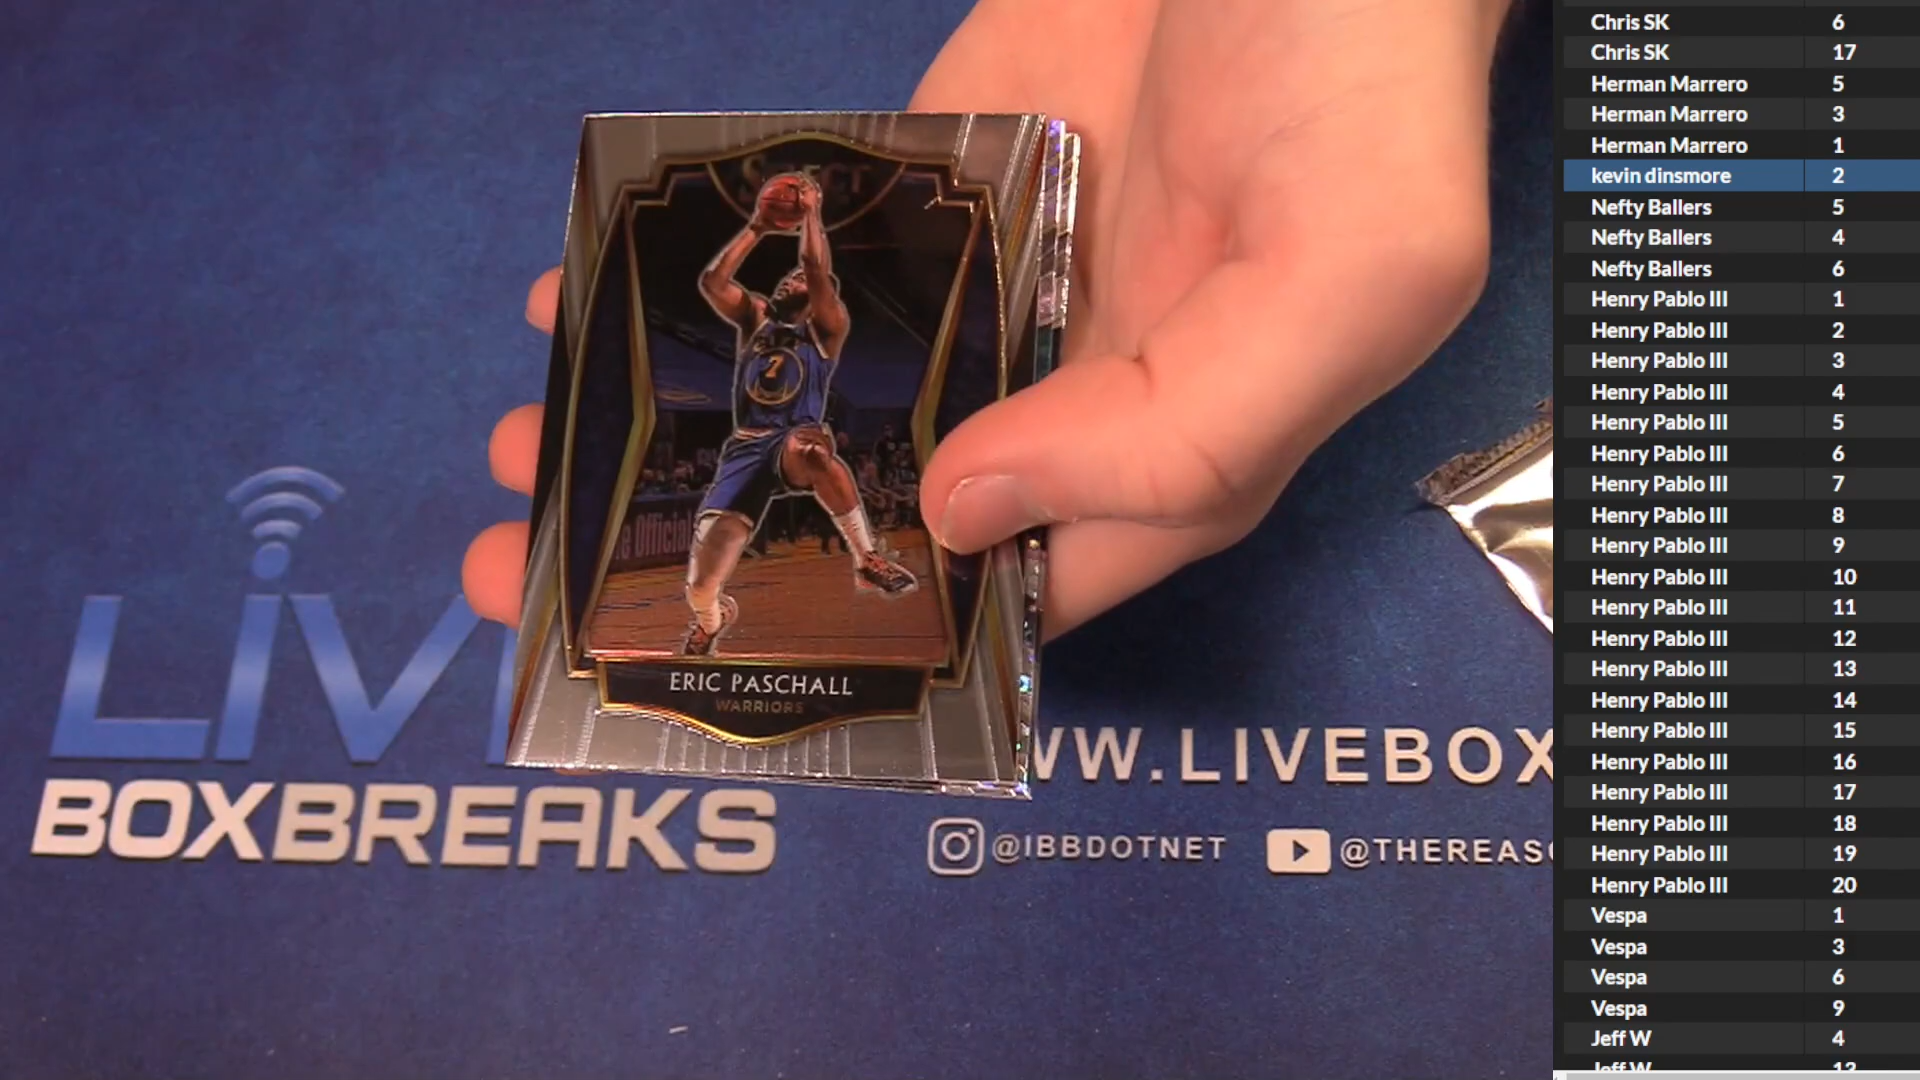 SELECT
7
e Official
ERIC PASCHALL
WARRIORS
LIV
BOXBREAKS
WW.LIVEBOX
@IBBDOTNET
@THEREAS
Chris SK 6
Chris SK 17
Herman Marrero 5
Herman Marrero 3
Herman Marrero 1
kevin dinsmore 2
Nefty Ballers 5
Nefty Ballers 4
Nefty Ballers 6
Henry Pablo III 1
Henry Pablo III 2
Henry Pablo III 3
Henry Pablo III 4
Henry Pablo III 5
Henry Pablo III 6
Henry Pablo III 7
Henry Pablo III 8
Henry Pablo III 9
Henry Pablo III 10
Henry Pablo III 11
Henry Pablo III 12
Henry Pablo III 13
Henry Pablo III 14
Henry Pablo III 15
Henry Pablo III 16
Henry Pablo III 17
Henry Pablo III 18
Henry Pablo III 19
Henry Pablo III 20
Vespa 1
Vespa 3
Vespa 6
Vespa 9
Jeff W 4
Jeff W